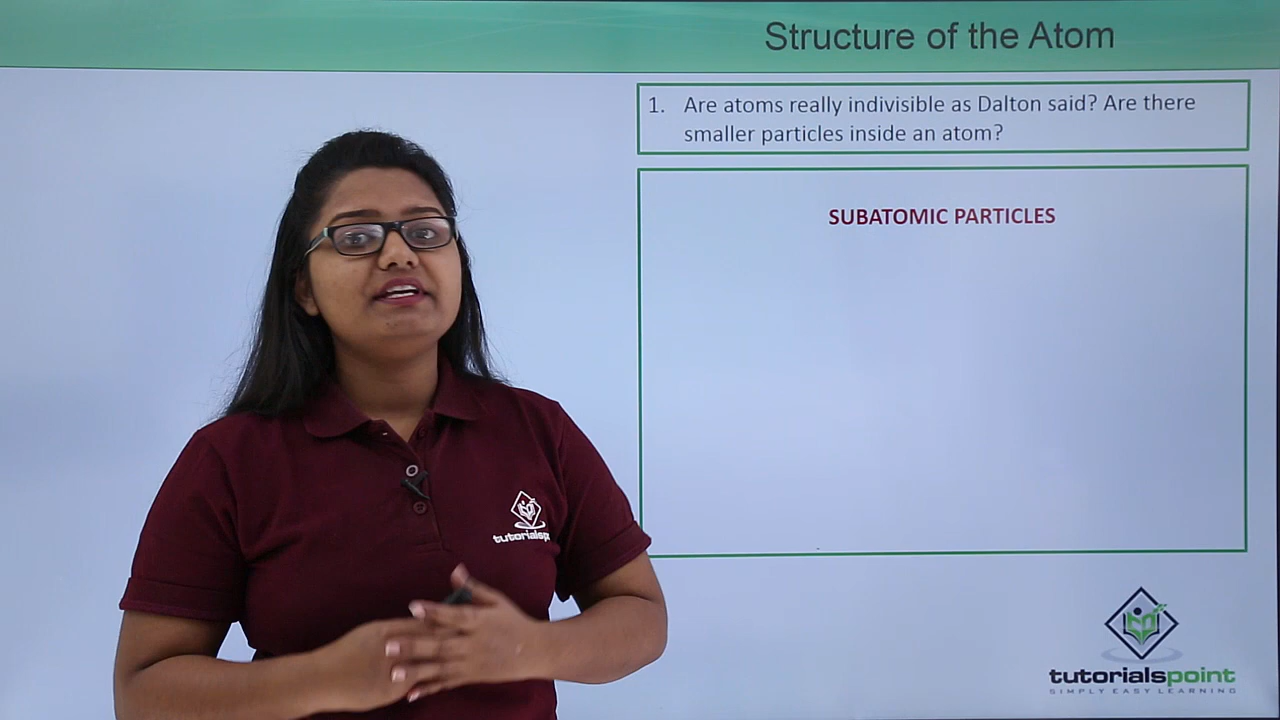 Structure of the Atom
1. Are atoms really indivisible as Dalton said? Are there
smaller particles inside an atom?
SUBATOMIC PARTICLES
tutorialsp
tutorialspoint
SIMPLY EASY LEARNING